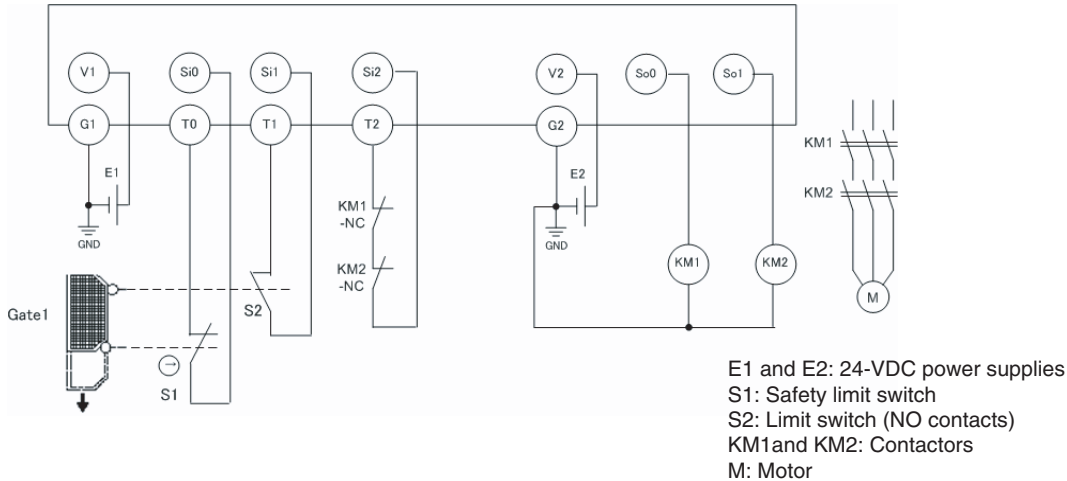 V1
Si0
Si1
Si2
V2
So0
So1
G1
T0
T1
T2
G2
KM1
E1
E2
KM2
KM1
-NC
GND
GND
KM2
-NC
KM1
KM2
Gate1
S2
M
S1
E1 and E2: 24-VDC power supplies
S1: Safety limit switch
S2: Limit switch (NO contacts)
KM1and KM2: Contactors
M: Motor